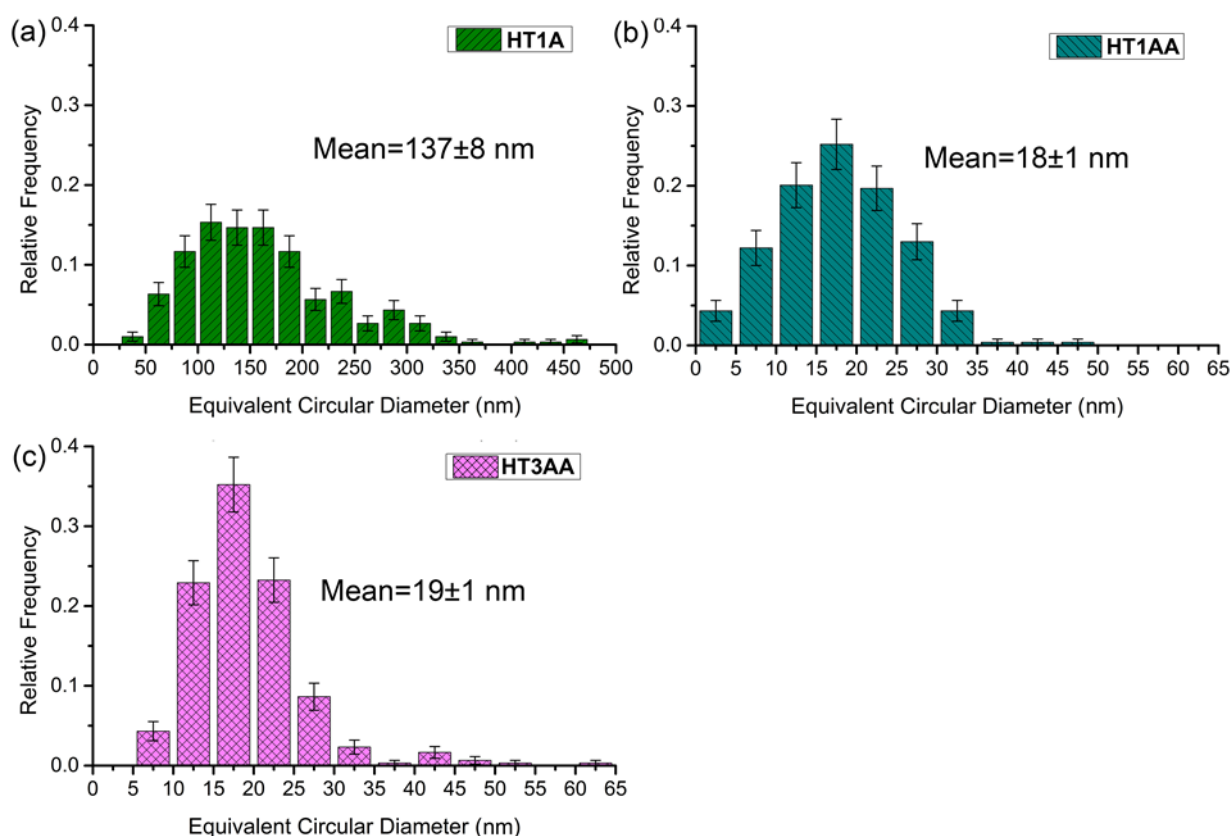 (a)
HT1A
Mean=137±8 nm
Relative Frequency
0.4
0.3
0.2
0.1
0.0
0 50 100 150 200 250 300 350 400 450 500
Equivalent Circular Diameter (nm)
(b)
HT1AA
Mean=18±1 nm
Relative Frequency
0.4
0.3
0.2
0.1
0.0
0 5 10 15 20 25 30 35 40 45 50 55 60 65
Equivalent Circular Diameter (nm)
(c)
HT3AA
Mean=19±1 nm
Relative Frequency
0.4
0.3
0.2
0.1
0.0
0 5 10 15 20 25 30 35 40 45 50 55 60 65
Equivalent Circular Diameter (nm)